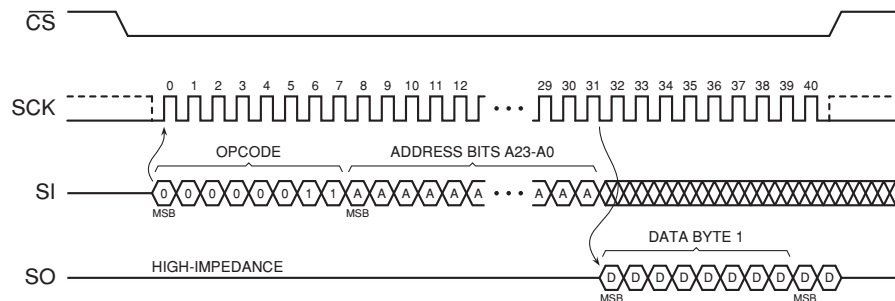 CS
0 1 2 3 4 5 6 7 8 9 10 11 12 29 30 31 32 33 34 35 36 37 38 39 40
SCK
OPCODE ADDRESS BITS A23-A0
SI 0 0 0 0 0 0 1 1 A A A A A A A A A
MSB MSB
DATA BYTE 1
SO HIGH-IMPEDANCE D D D D D D D D D D
MSB MSB